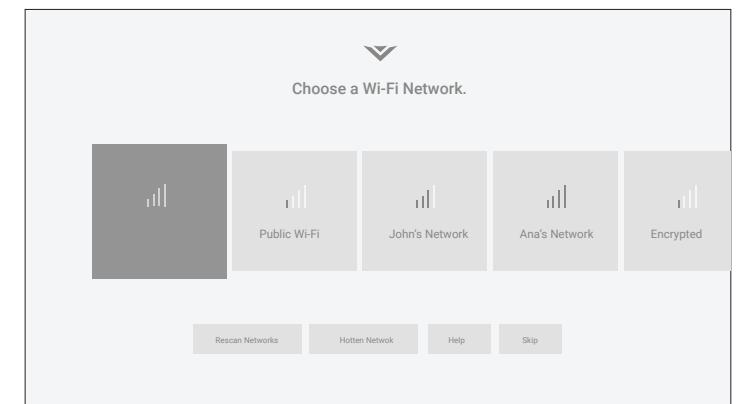 Choose a Wi-Fi Network.
Public Wi-Fi
John's Network
Ana's Network
Encrypted
Rescan Networks
Hotten Netwok
Help
Skip